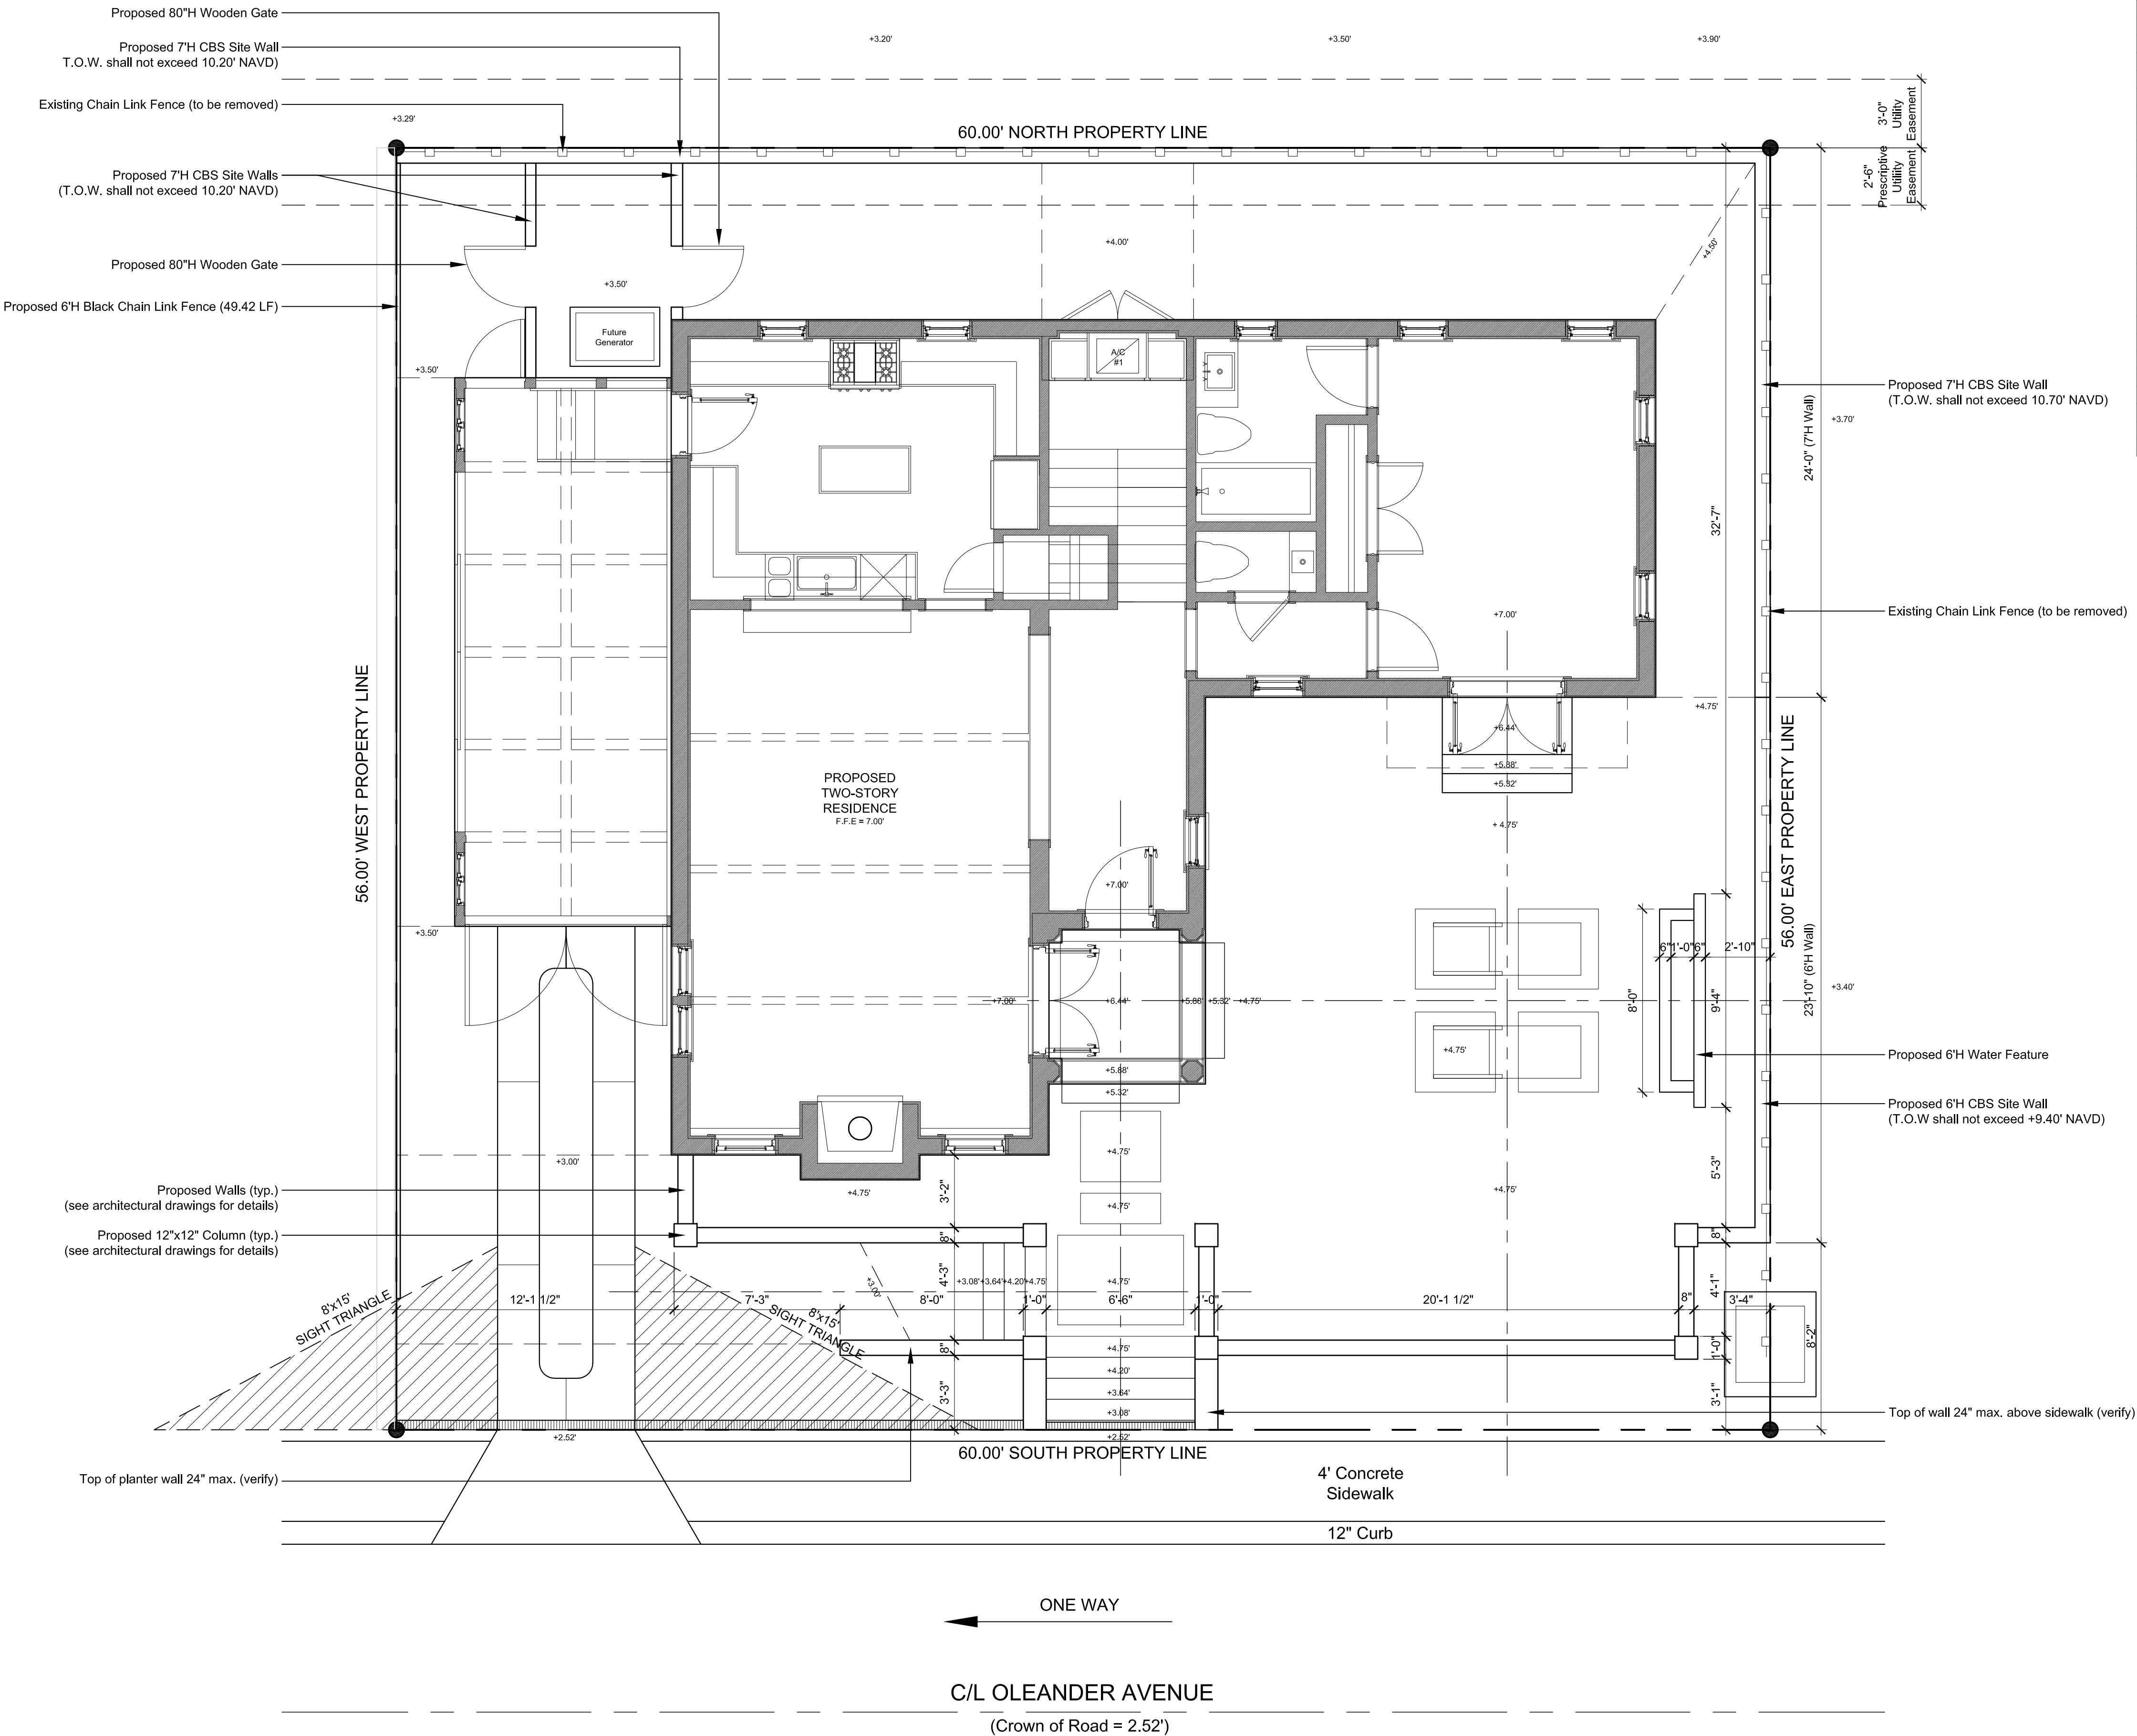 Proposed 80"H Wooden Gate
Proposed 7'H CBS Site Wall
T.O.W. shall not exceed 10.20' NAVD)
Existing Chain Link Fence (to be removed)
Proposed 7'H CBS Site Walls
(T.O.W. shall not exceed 10.20' NAVD)
Proposed 80"H Wooden Gate
Proposed 6'H Black Chain Link Fence (49.42 LF)
+3.20'
+3.50'
+3.90'
+3.29'
60.00' NORTH PROPERTY LINE
3'-0"
Utility
Easement
2'-6"
Prescriptive
Utility
Easement
+4.00'
+4.50'
+3.50'
Future
Generator
+3.50'
A/C
#1
Proposed 7'H CBS Site Wall
(T.O.W. shall not exceed 10.70' NAVD)
+3.70'
24'-0" (7'H Wall)
32'-7"
Existing Chain Link Fence (to be removed)
+7.00'
+4.75'
56.00' WEST PROPERTY LINE
56.00' EAST PROPERTY LINE
+6.44'
+5.88'
+5.32'
+ 4.75'
PROPOSED
TWO-STORY
RESIDENCE
F.F.E = 7.00'
+7.00'
+3.50'
6"
1'-0"
6"
2'-10"
23'-10" (6'H Wall)
+3.40'
8'-0"
9'-4"
+7.00'
+6.44'
+5.88'
+5.32'
+4.75'
+4.75'
Proposed 6'H Water Feature
+5.88'
+5.32'
Proposed 6'H CBS Site Wall
(T.O.W shall not exceed +9.40' NAVD)
+4.75'
+3.00'
5'-3"
Proposed Walls (typ.)
(see architectural drawings for details)
+4.75'
3'-2"
+4.75'
+4.75'
Proposed 12"x12" Column (typ.)
(see architectural drawings for details)
8"
8"
4'-3"
+3.08'
+3.64'
+4.20'
+4.75'
+4.75'
+3.00'
4'-1"
8'x15'
SIGHT TRIANGLE
12'-1 1/2"
7'-3"
8'-0"
1'-0"
6'-6"
1'-0"
20'-1 1/2"
8"
3'-4"
8'x15'
SIGHT TRIANGLE
8"
+4.75'
1'-0"
8'-2"
+4.20'
3'-3"
+3.64'
3'-1"
+3.08'
Top of wall 24" max. above sidewalk (verify)
+2.52'
+2.52'
60.00' SOUTH PROPERTY LINE
Top of planter wall 24" max. (verify)
4' Concrete
Sidewalk
12" Curb
ONE WAY
C/L OLEANDER AVENUE
(Crown of Road = 2.52')